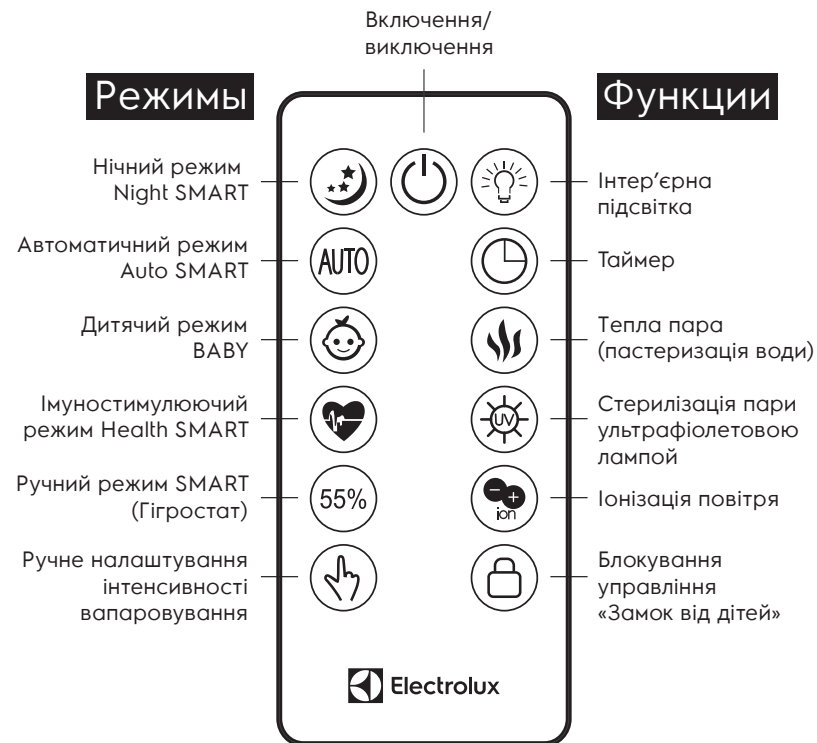 Включення/
виключення
Режимы
Функции
Нічний режим
Night SMART
Інтер’єрна
підсвітка
Автоматичний режим
Auto SMART
AUTO
Таймер
Дитячий режим
BABY
Тепла пара
(пастеризація води)
Імуностимулюючий
режим Health SMART
UV
Стерилізація пари
ультрафіолетовою
лампой
Ручний режим SMART
(Гігростат)
55%
ion
Іонізація повітря
Ручне налаштування
інтенсивності
вапаровування
Блокування
управління
«Замок від дітей»
Electrolux